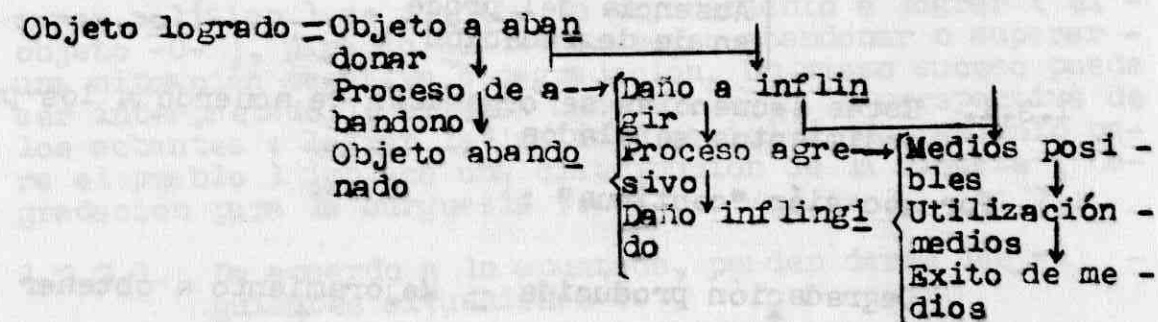 Objeto logrado = Objeto a aban
donar
Proceso de a-
bandono
Objeto abando
nado
Daño a inflin
gir
Proceso agre-
sivo
Daño inflingi
do
Medios posi -
bles
Utilización -
medios
Exito de me -
dios